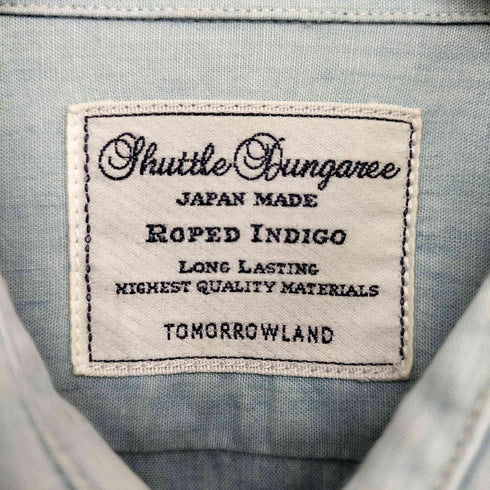 Shuttle Dungaree
JAPAN MADE
ROPED INDIGO
LONG LASTING
HIGHEST QUALITY MATERIALS
TOMORROWLAND